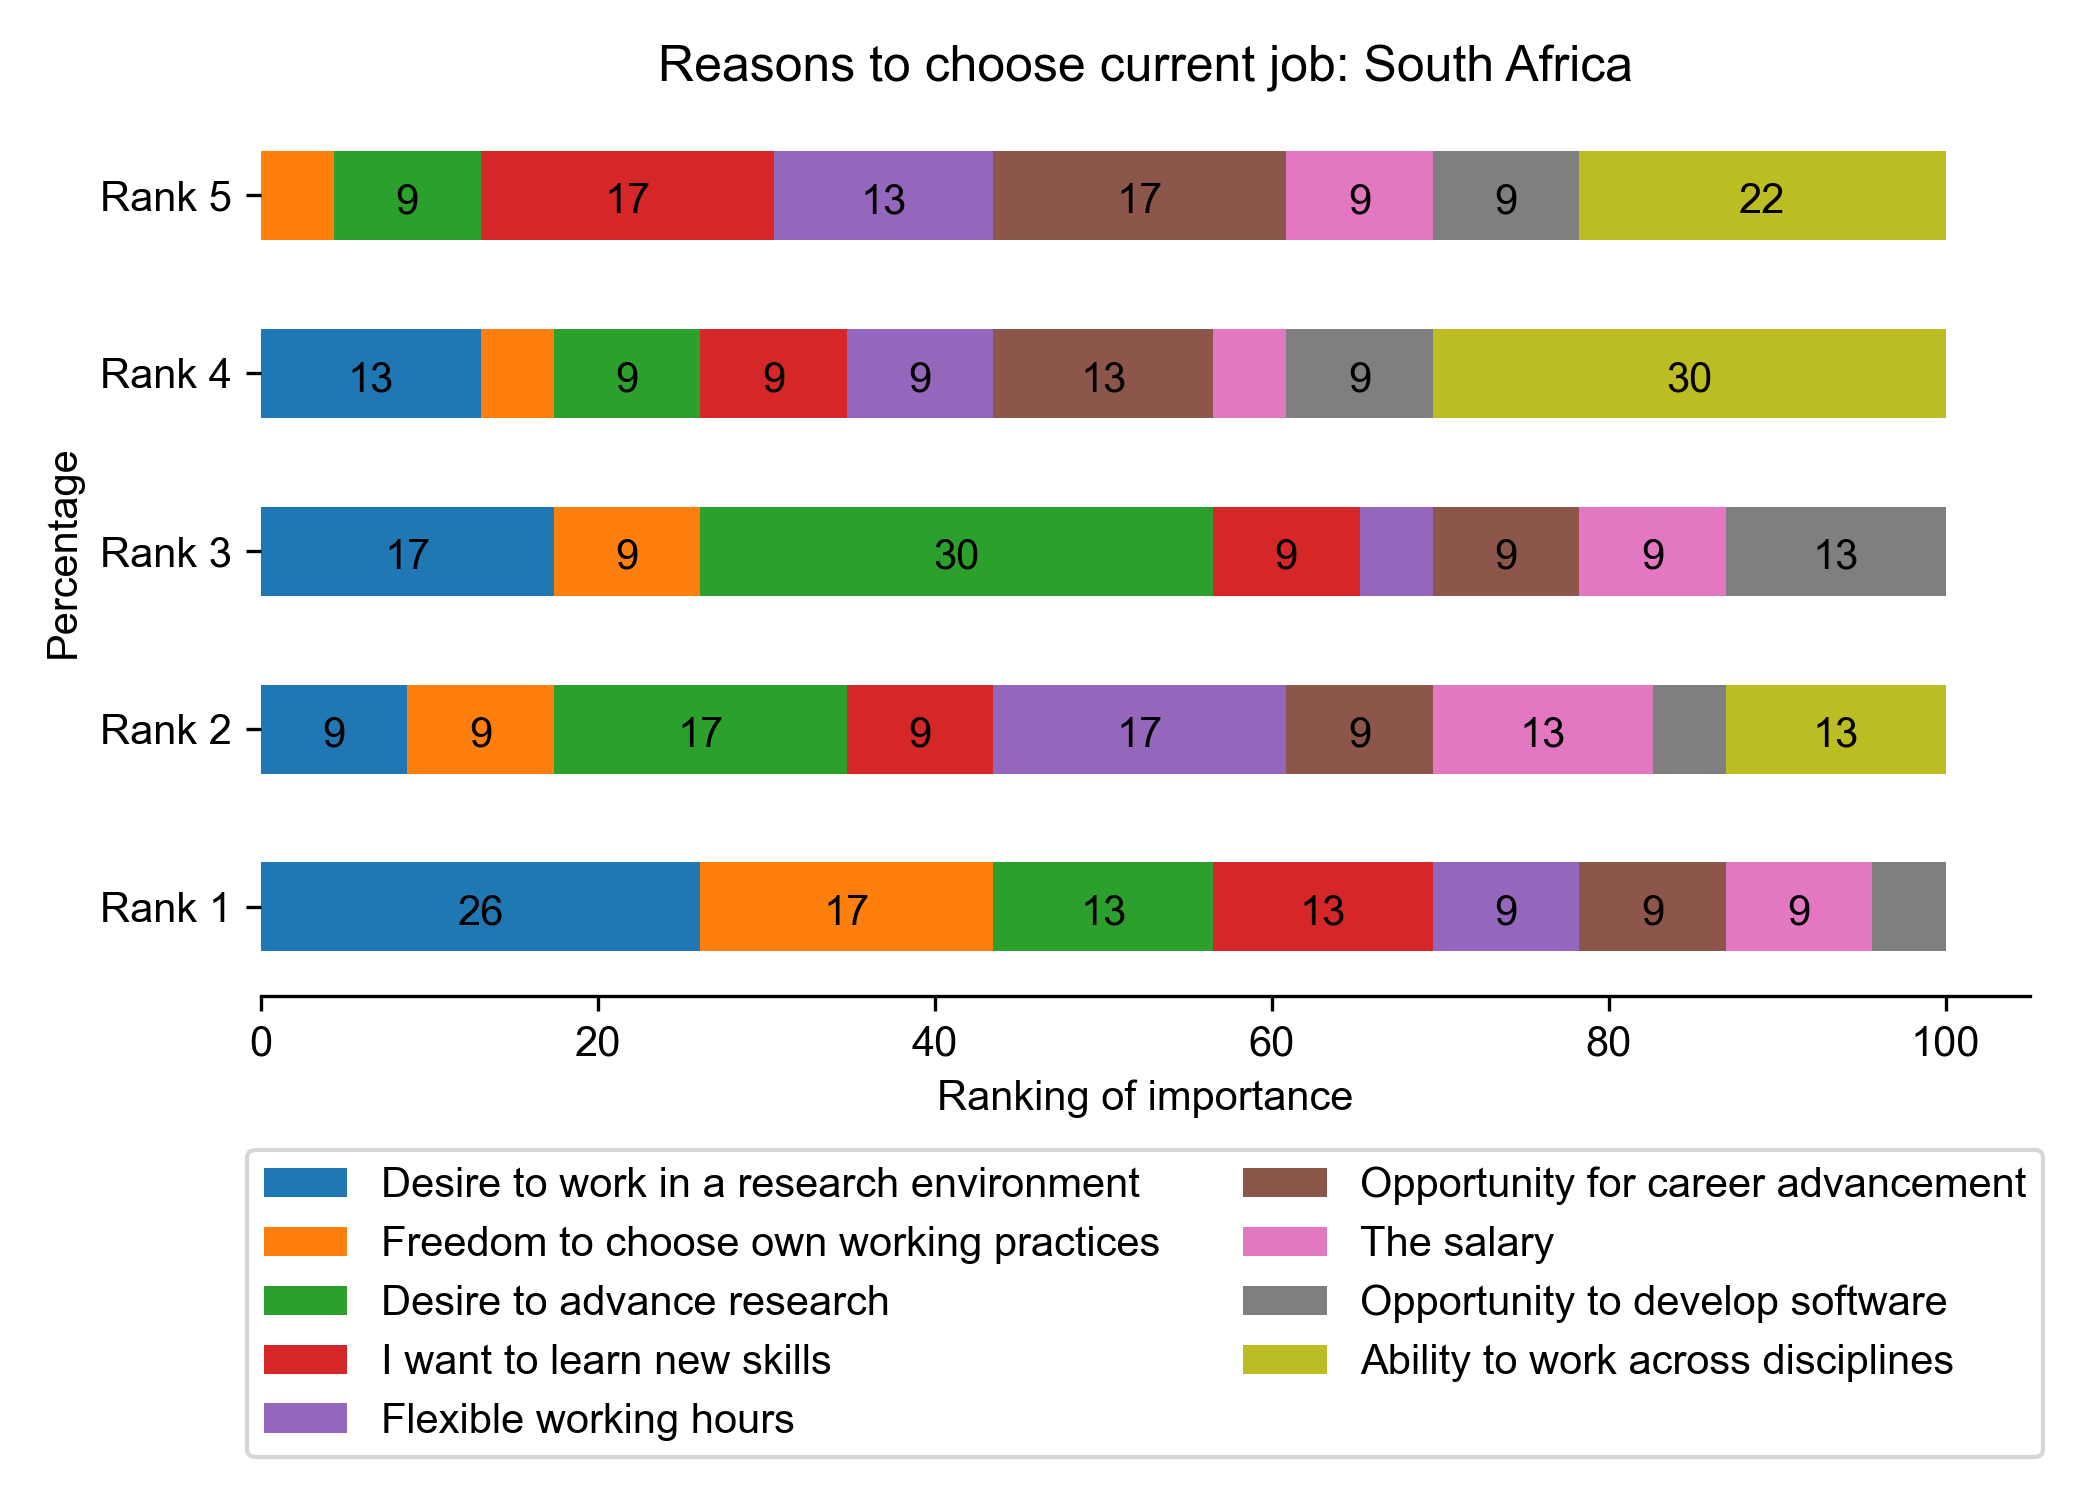 Reasons to choose current job: South Africa
Rank 5
9 17 13 17 9 9 22
Rank 4
13 9 9 9 13 9 30
Rank 3
17 9 30 9 9 9 13
Rank 2
9 9 17 9 17 9 13 13
Rank 1
26 17 13 13 9 9 9
Percentage
0 20 40 60 80 100
Ranking of importance
Desire to work in a research environment
Freedom to choose own working practices
Desire to advance research
I want to learn new skills
Flexible working hours
Opportunity for career advancement
The salary
Opportunity to develop software
Ability to work across disciplines